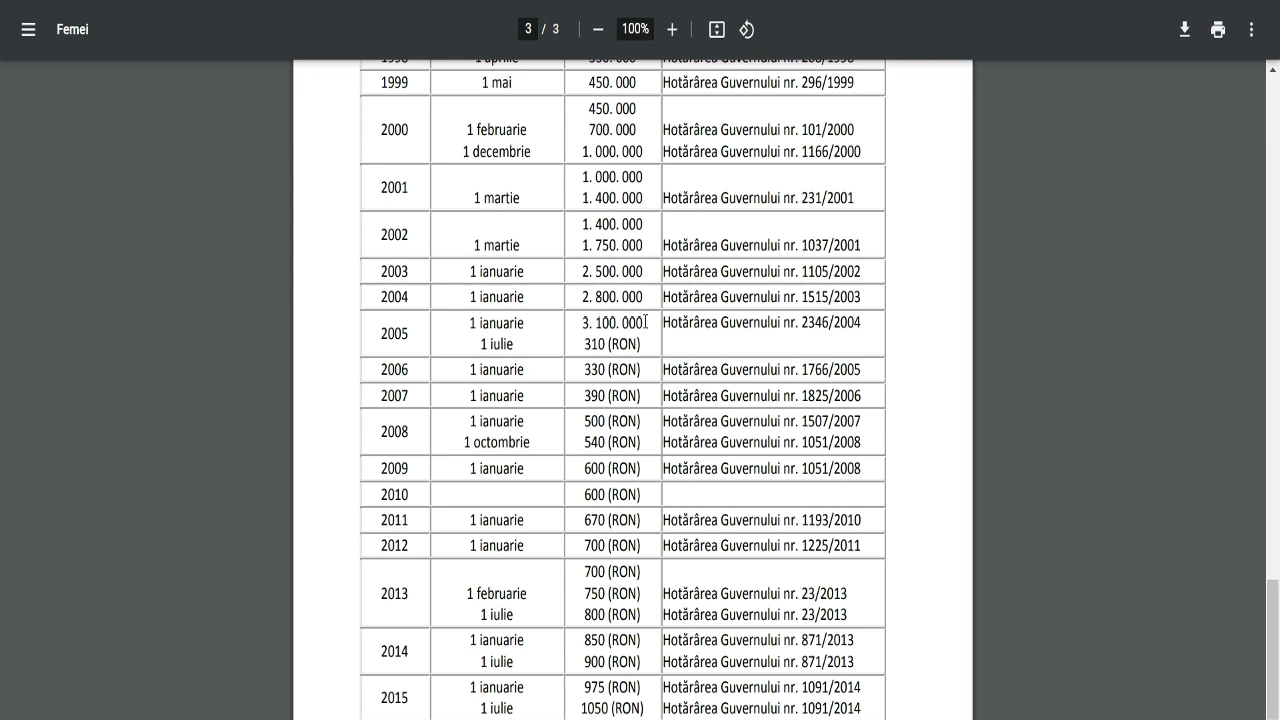 Femei
3 / 3
100%
1999 1 mai 450. 000 Hotărârea Guvernului nr. 296/1999
450. 000
2000 1 februarie 700. 000 Hotărârea Guvernului nr. 101/2000
1 decembrie 1. 000. 000 Hotărârea Guvernului nr. 1166/2000
1. 000. 000
2001 1 martie 1. 400. 000 Hotărârea Guvernului nr. 231/2001
1. 400. 000
2002 1 martie 1. 750. 000 Hotărârea Guvernului nr. 1037/2001
2003 1 ianuarie 2. 500. 000 Hotărârea Guvernului nr. 1105/2002
2004 1 ianuarie 2. 800. 000 Hotărârea Guvernului nr. 1515/2003
2005 1 ianuarie 3. 100. 000 Hotărârea Guvernului nr. 2346/2004
1 iulie 310 (RON)
2006 1 ianuarie 330 (RON) Hotărârea Guvernului nr. 1766/2005
2007 1 ianuarie 390 (RON) Hotărârea Guvernului nr. 1825/2006
2008 1 ianuarie 500 (RON) Hotărârea Guvernului nr. 1507/2007
1 octombrie 540 (RON) Hotărârea Guvernului nr. 1051/2008
2009 1 ianuarie 600 (RON) Hotărârea Guvernului nr. 1051/2008
2010 600 (RON)
2011 1 ianuarie 670 (RON) Hotărârea Guvernului nr. 1193/2010
2012 1 ianuarie 700 (RON) Hotărârea Guvernului nr. 1225/2011
700 (RON)
2013 1 februarie 750 (RON) Hotărârea Guvernului nr. 23/2013
1 iulie 800 (RON) Hotărârea Guvernului nr. 23/2013
2014 1 ianuarie 850 (RON) Hotărârea Guvernului nr. 871/2013
1 iulie 900 (RON) Hotărârea Guvernului nr. 871/2013
2015 1 ianuarie 975 (RON) Hotărârea Guvernului nr. 1091/2014
1 iulie 1050 (RON) Hotărârea Guvernului nr. 1091/2014